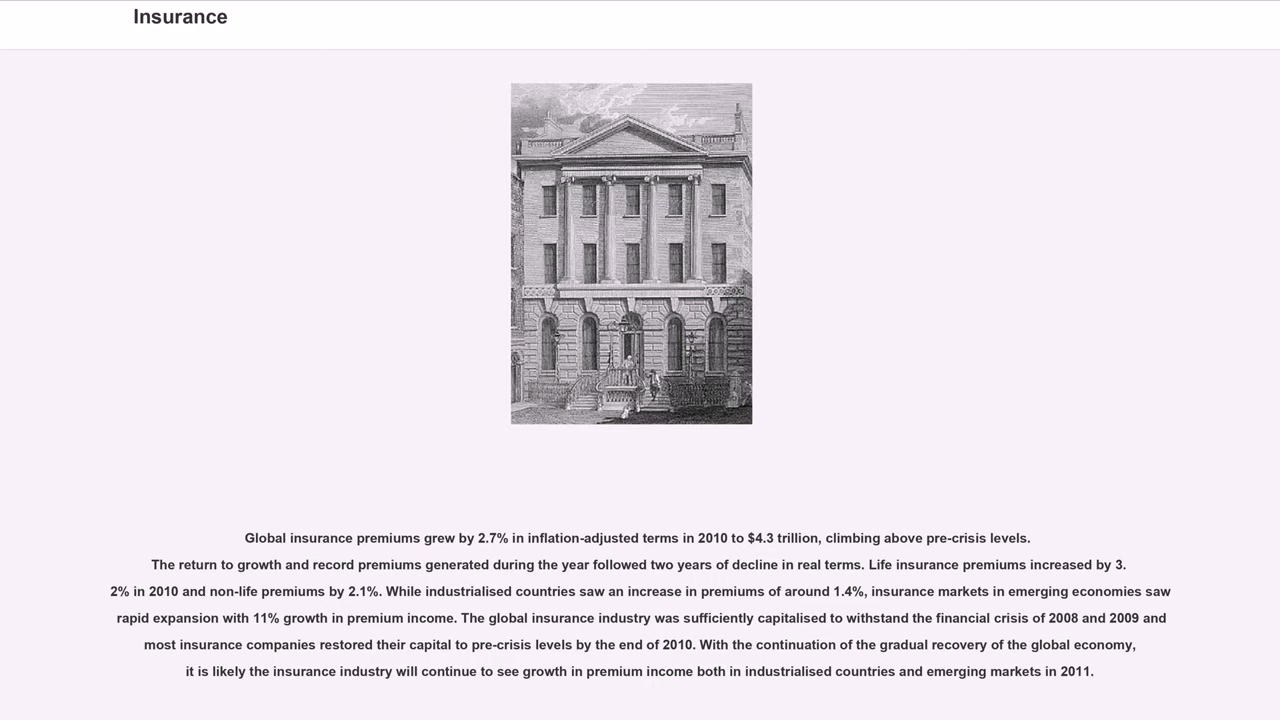 Insurance
Global insurance premiums grew by 2.7% in inflation-adjusted terms in 2010 to $4.3 trillion, climbing above pre-crisis levels.
The return to growth and record premiums generated during the year followed two years of decline in real terms. Life insurance premiums increased by 3.
2% in 2010 and non-life premiums by 2.1%. While industrialised countries saw an increase in premiums of around 1.4%, insurance markets in emerging economies saw
rapid expansion with 11% growth in premium income. The global insurance industry was sufficiently capitalised to withstand the financial crisis of 2008 and 2009 and
most insurance companies restored their capital to pre-crisis levels by the end of 2010. With the continuation of the gradual recovery of the global economy,
it is likely the insurance industry will continue to see growth in premium income both in industrialised countries and emerging markets in 2011.